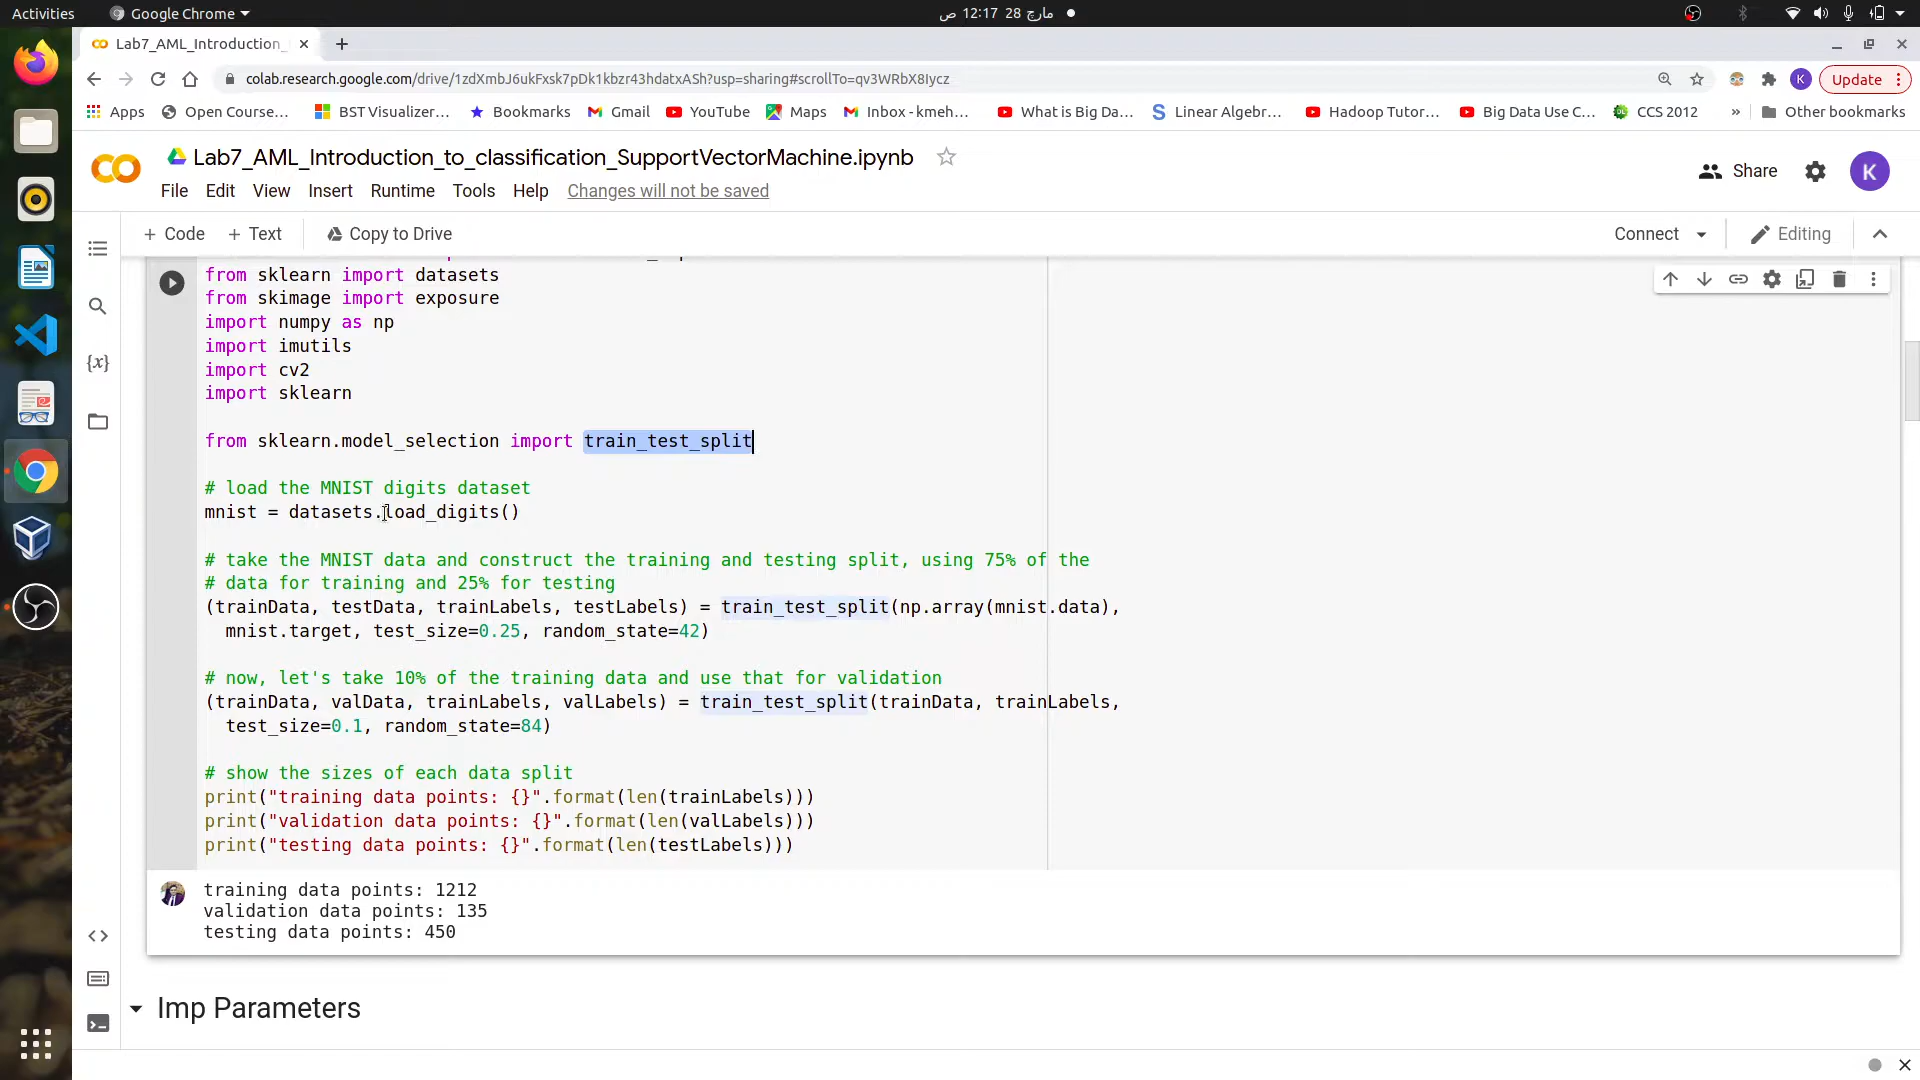 Activities
Google Chrome
مارچ 28 12:17 ص
Lab7_AML_Introduction_
colab.research.google.com/drive/1zdXmbJ6ukFxsk7pDk1kbzr43hdatxASh?usp=sharing#scrollTo=qv3WRbX8Iycz
K
Update
Apps
Open Course...
BST Visualizer...
Bookmarks
Gmail
YouTube
Maps
Inbox - kmeh...
What is Big Da...
Linear Algebr...
Hadoop Tutor...
Big Data Use C...
CCS 2012
»
Other bookmarks
Lab7_AML_Introduction_to_classification_SupportVectorMachine.ipynb
File Edit View Insert Runtime Tools Help Changes will not be saved
Share
K
+ Code + Text Copy to Drive
Connect
Editing
from sklearn import datasets
from skimage import exposure
import numpy as np
import imutils
import cv2
import sklearn
from sklearn.model_selection import train_test_split
# load the MNIST digits dataset
mnist = datasets.load_digits()
# take the MNIST data and construct the training and testing split, using 75% of the
# data for training and 25% for testing
(trainData, testData, trainLabels, testLabels) = train_test_split(np.array(mnist.data),
mnist.target, test_size=0.25, random_state=42)
# now, let's take 10% of the training data and use that for validation
(trainData, valData, trainLabels, valLabels) = train_test_split(trainData, trainLabels,
test_size=0.1, random_state=84)
# show the sizes of each data split
print("training data points: {}".format(len(trainLabels)))
print("validation data points: {}".format(len(valLabels)))
print("testing data points: {}".format(len(testLabels)))
training data points: 1212
validation data points: 135
testing data points: 450
Imp Parameters